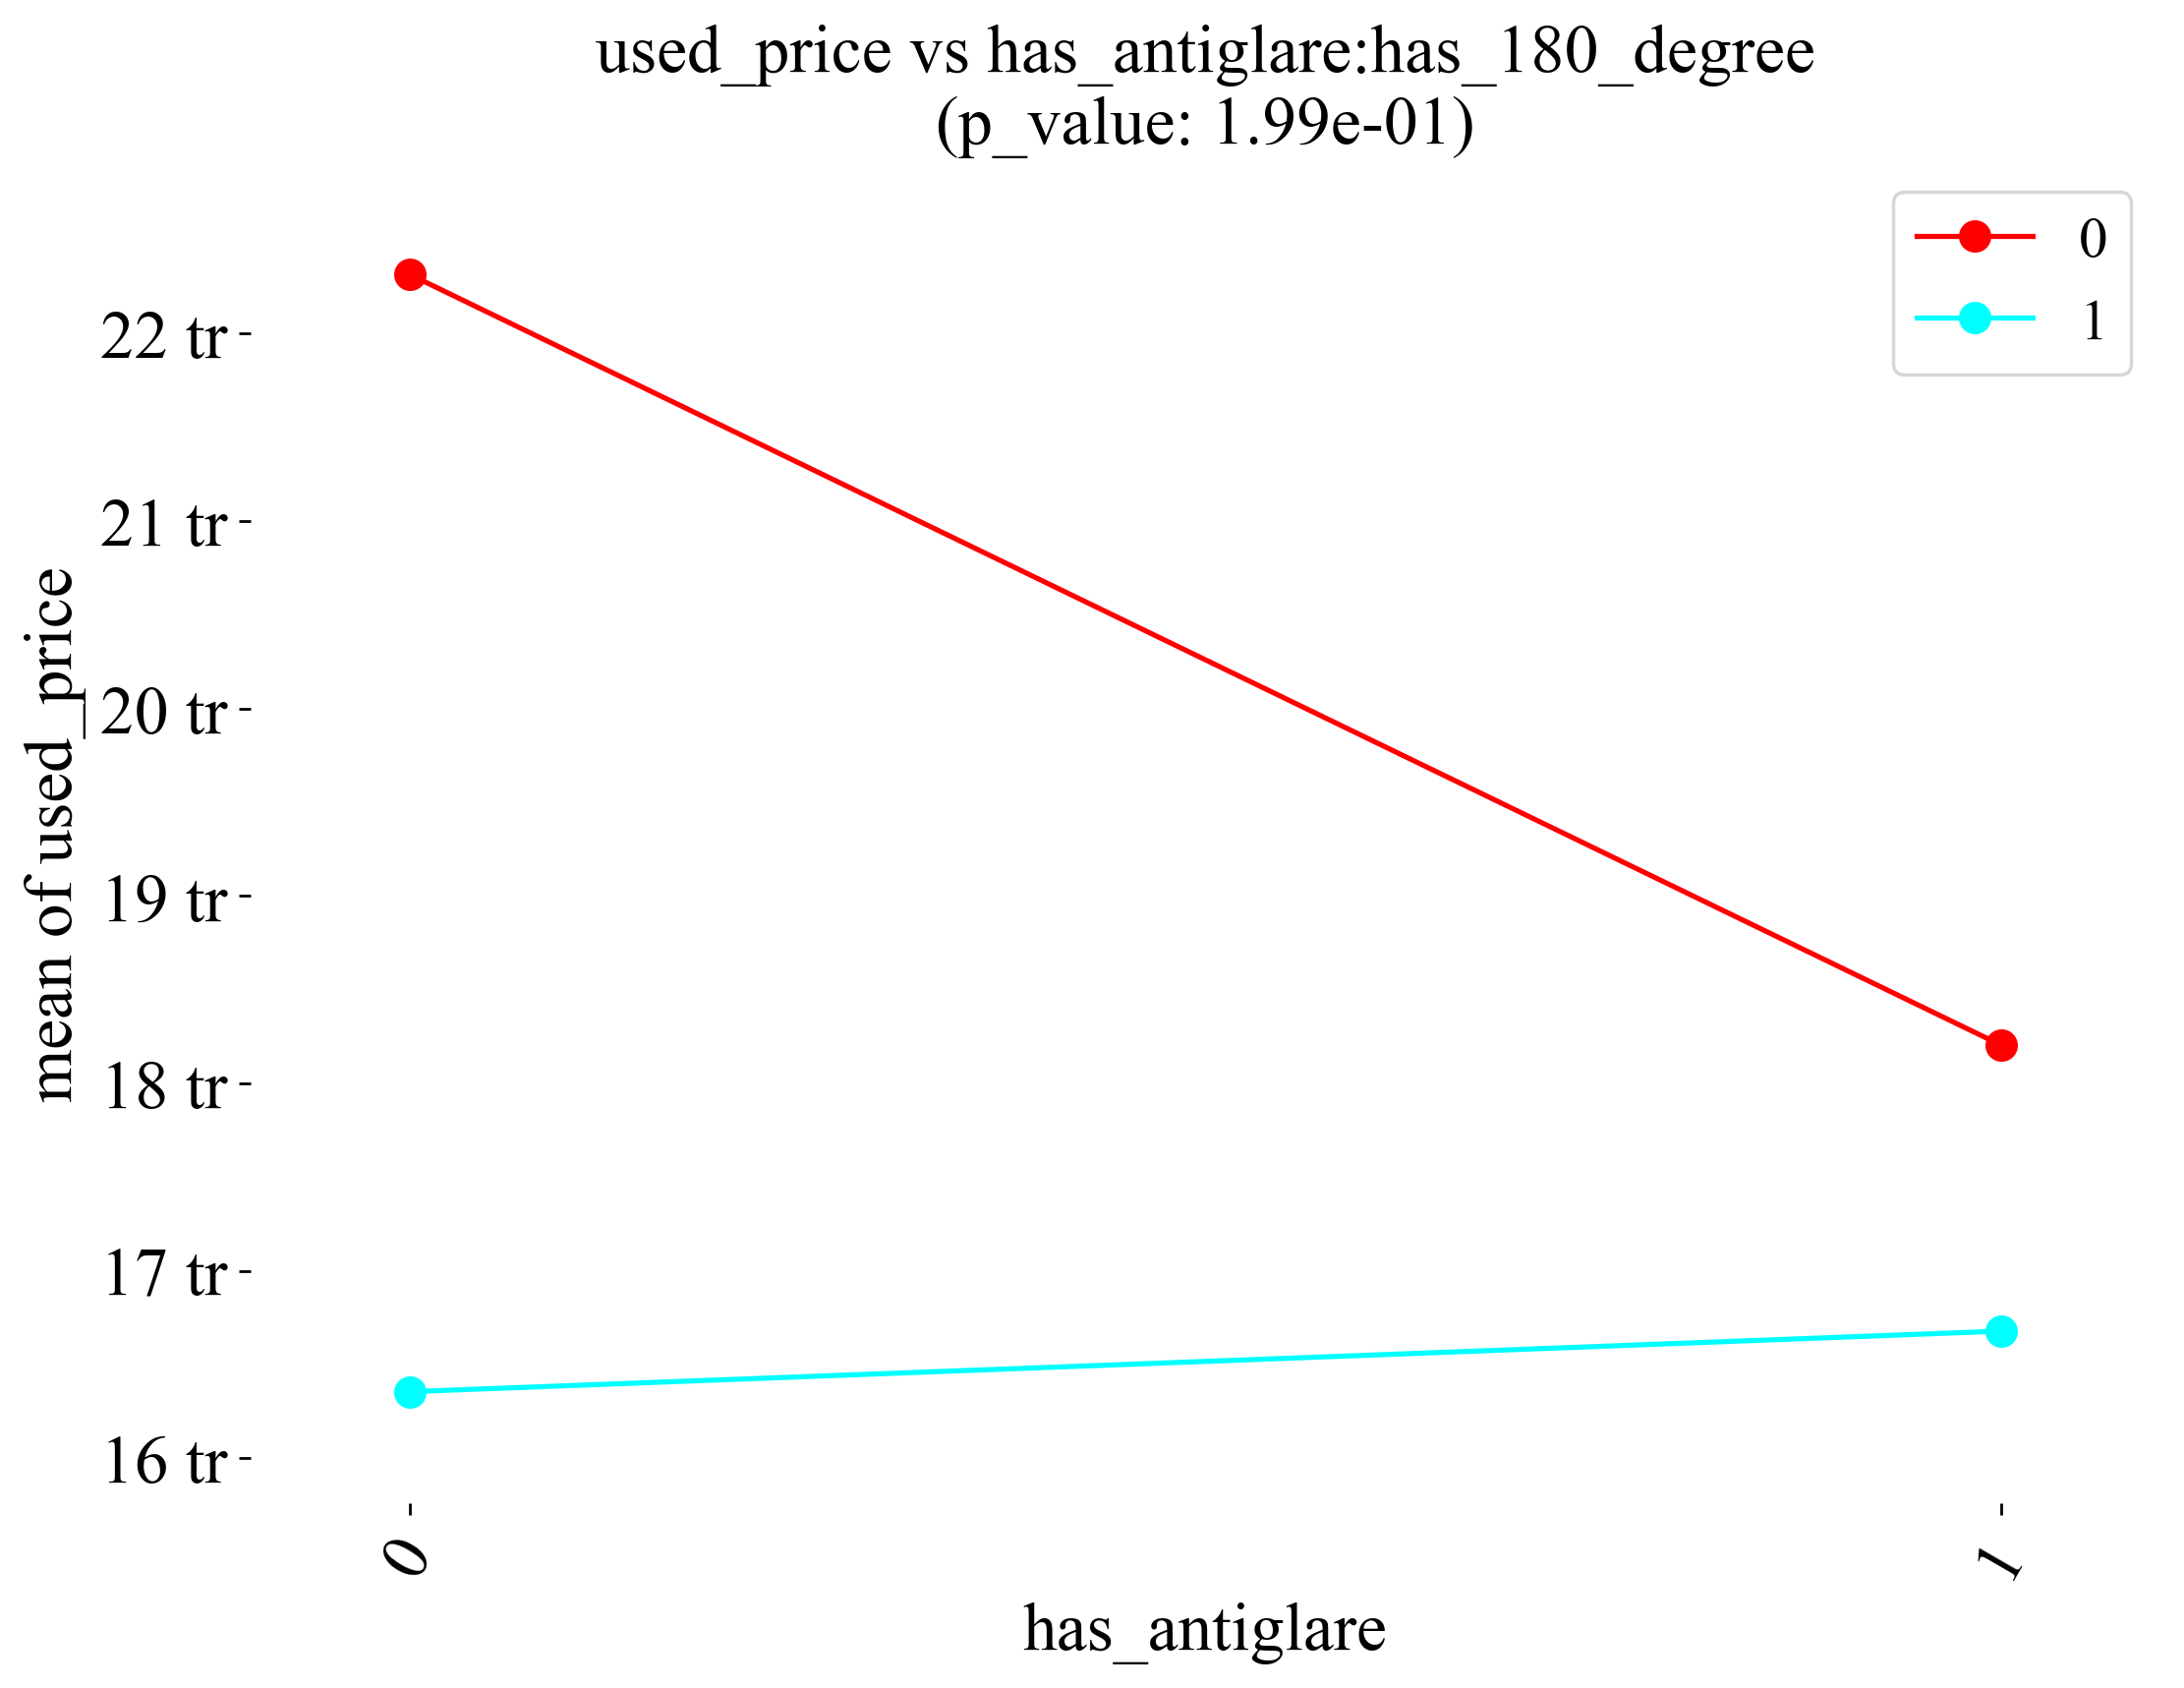 used_price vs has_antiglare:has_180_degree
(p_value: 1.99e-01)
0
1
mean of used_price
22 tr
21 tr
20 tr
19 tr
18 tr
17 tr
16 tr
0
1
has_antiglare